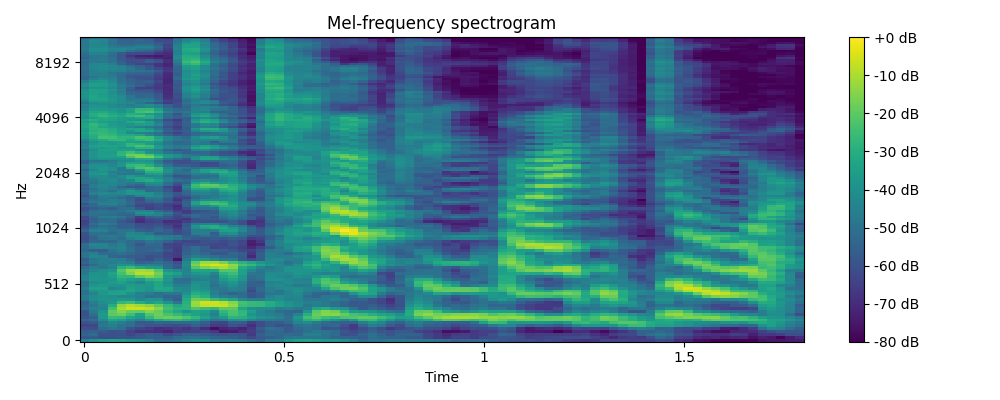 Mel-frequency spectrogram
Hz
8192
4096
2048
1024
512
0
0
0.5
1
1.5
Time
+0 dB
-10 dB
-20 dB
-30 dB
-40 dB
-50 dB
-60 dB
-70 dB
-80 dB